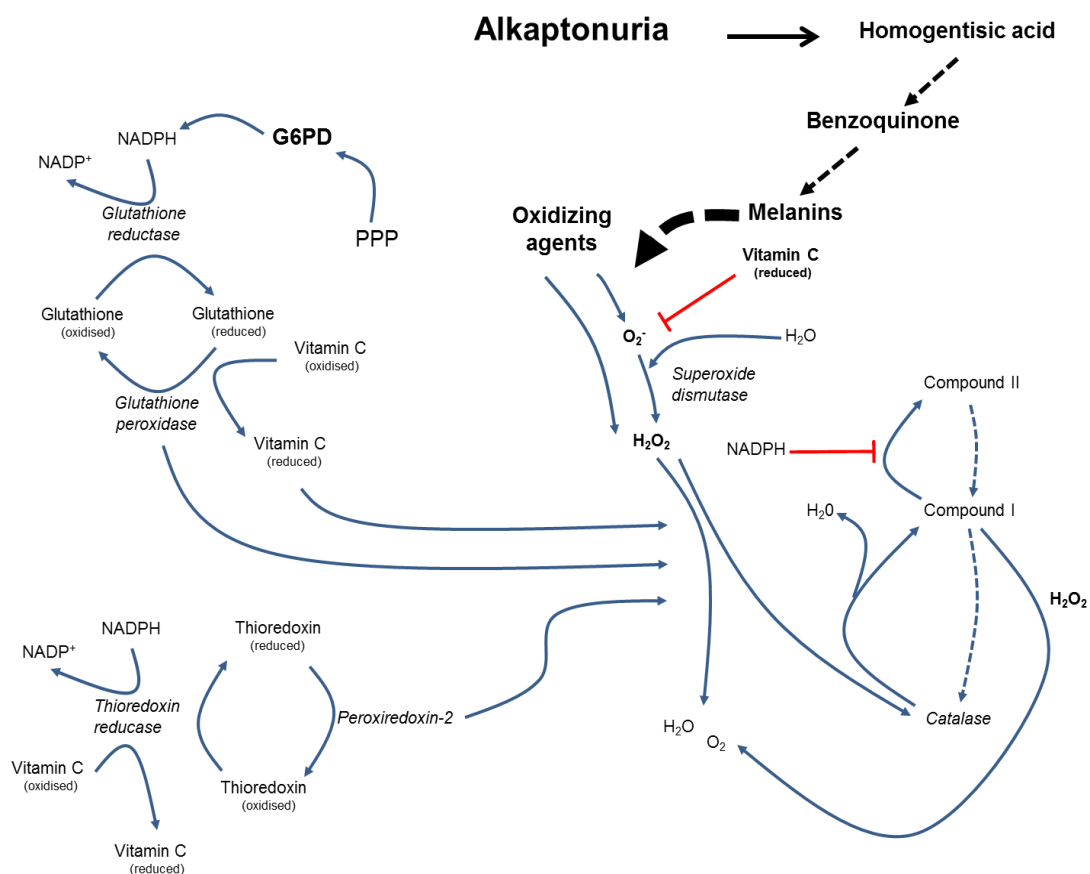 Alkaptonuria
Homogentisic acid
Benzoquinone
Melanins
Oxidizing
agents
Vitamin C
(reduced)
G6PD
NADPH
NADP⁺
Glutathione
reductase
PPP
Glutathione
(oxidised)
Glutathione
(reduced)
Vitamin C
(oxidised)
Glutathione
peroxidase
Vitamin C
(reduced)
O₂⁻
H₂O
Superoxide
dismutase
H₂O₂
Compound II
NADPH
Compound I
H₂0
H₂O₂
Catalase
H₂O
O₂
NADPH
NADP⁺
Thioredoxin
reducase
Vitamin C
(oxidised)
Vitamin C
(reduced)
Thioredoxin
(reduced)
Peroxiredoxin-2
Thioredoxin
(oxidised)